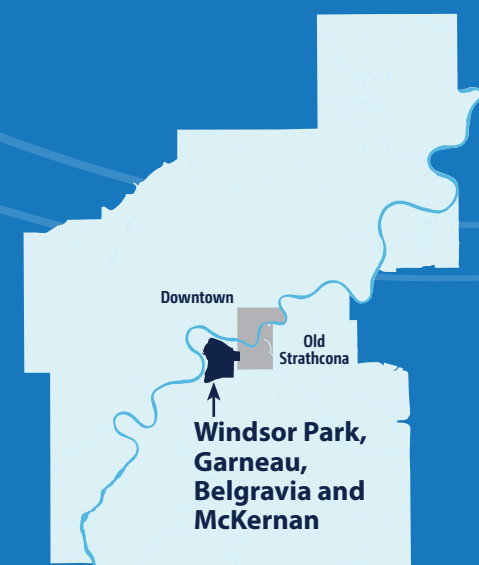 Downtown
Old
Strathcona
Windsor Park,
Garneau,
Belgravia and
McKernan